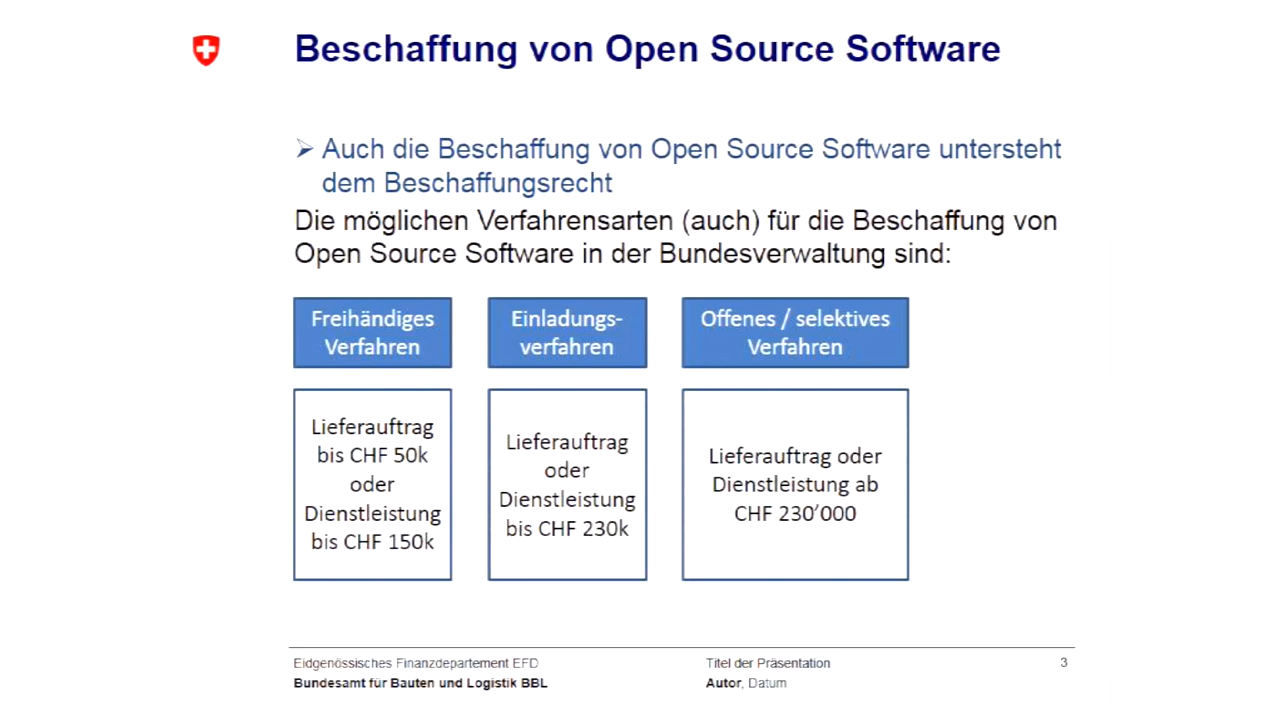 Beschaffung von Open Source Software
➢ Auch die Beschaffung von Open Source Software untersteht
dem Beschaffungsrecht
Die möglichen Verfahrensarten (auch) für die Beschaffung von
Open Source Software in der Bundesverwaltung sind:
Freihändiges
Verfahren
Einladungs-
verfahren
Offenes / selektives
Verfahren
Lieferauftrag
bis CHF 50k
oder
Dienstleistung
bis CHF 150k
Lieferauftrag
oder
Dienstleistung
bis CHF 230k
Lieferauftrag oder
Dienstleistung ab
CHF 230’000
Eidgenössisches Finanzdepartement EFD
Bundesamt für Bauten und Logistik BBL
Titel der Präsentation
Autor, Datum
3